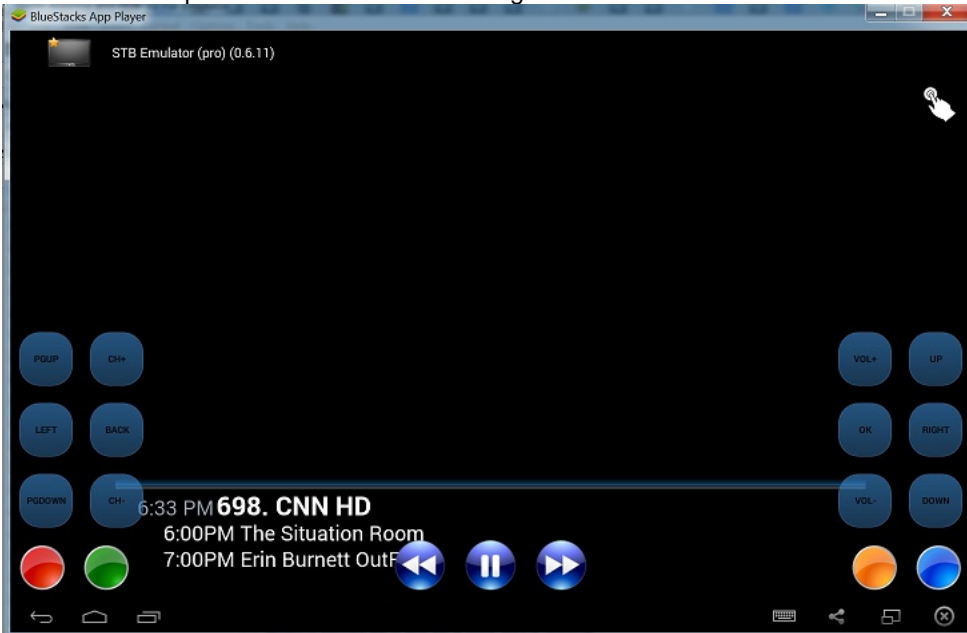 BlueStacks App Player
STB Emulator (pro) (0.6.11)
PGUP CH+ VOL+ UP
LEFT BACK OK RIGHT
PGDOWN CH- VOL- DOWN
6:33 PM 698. CNN HD
6:00PM The Situation Room
7:00PM Erin Burnett Out